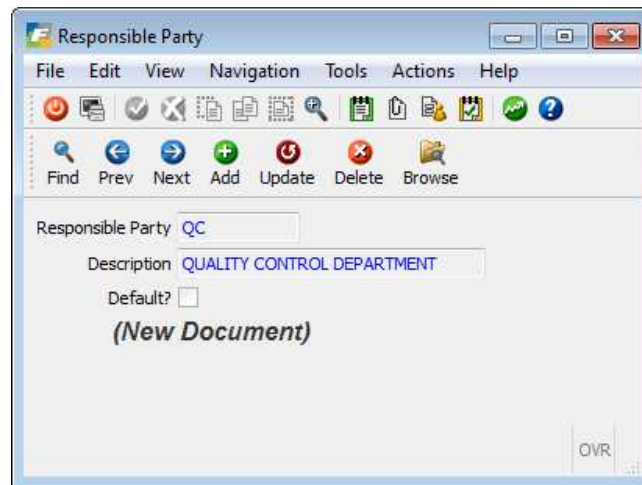 Responsible Party
File Edit View Navigation Tools Actions Help
Find Prev Next Add Update Delete Browse
Responsible Party QC
Description QUALITY CONTROL DEPARTMENT
Default?
(New Document)
OVR